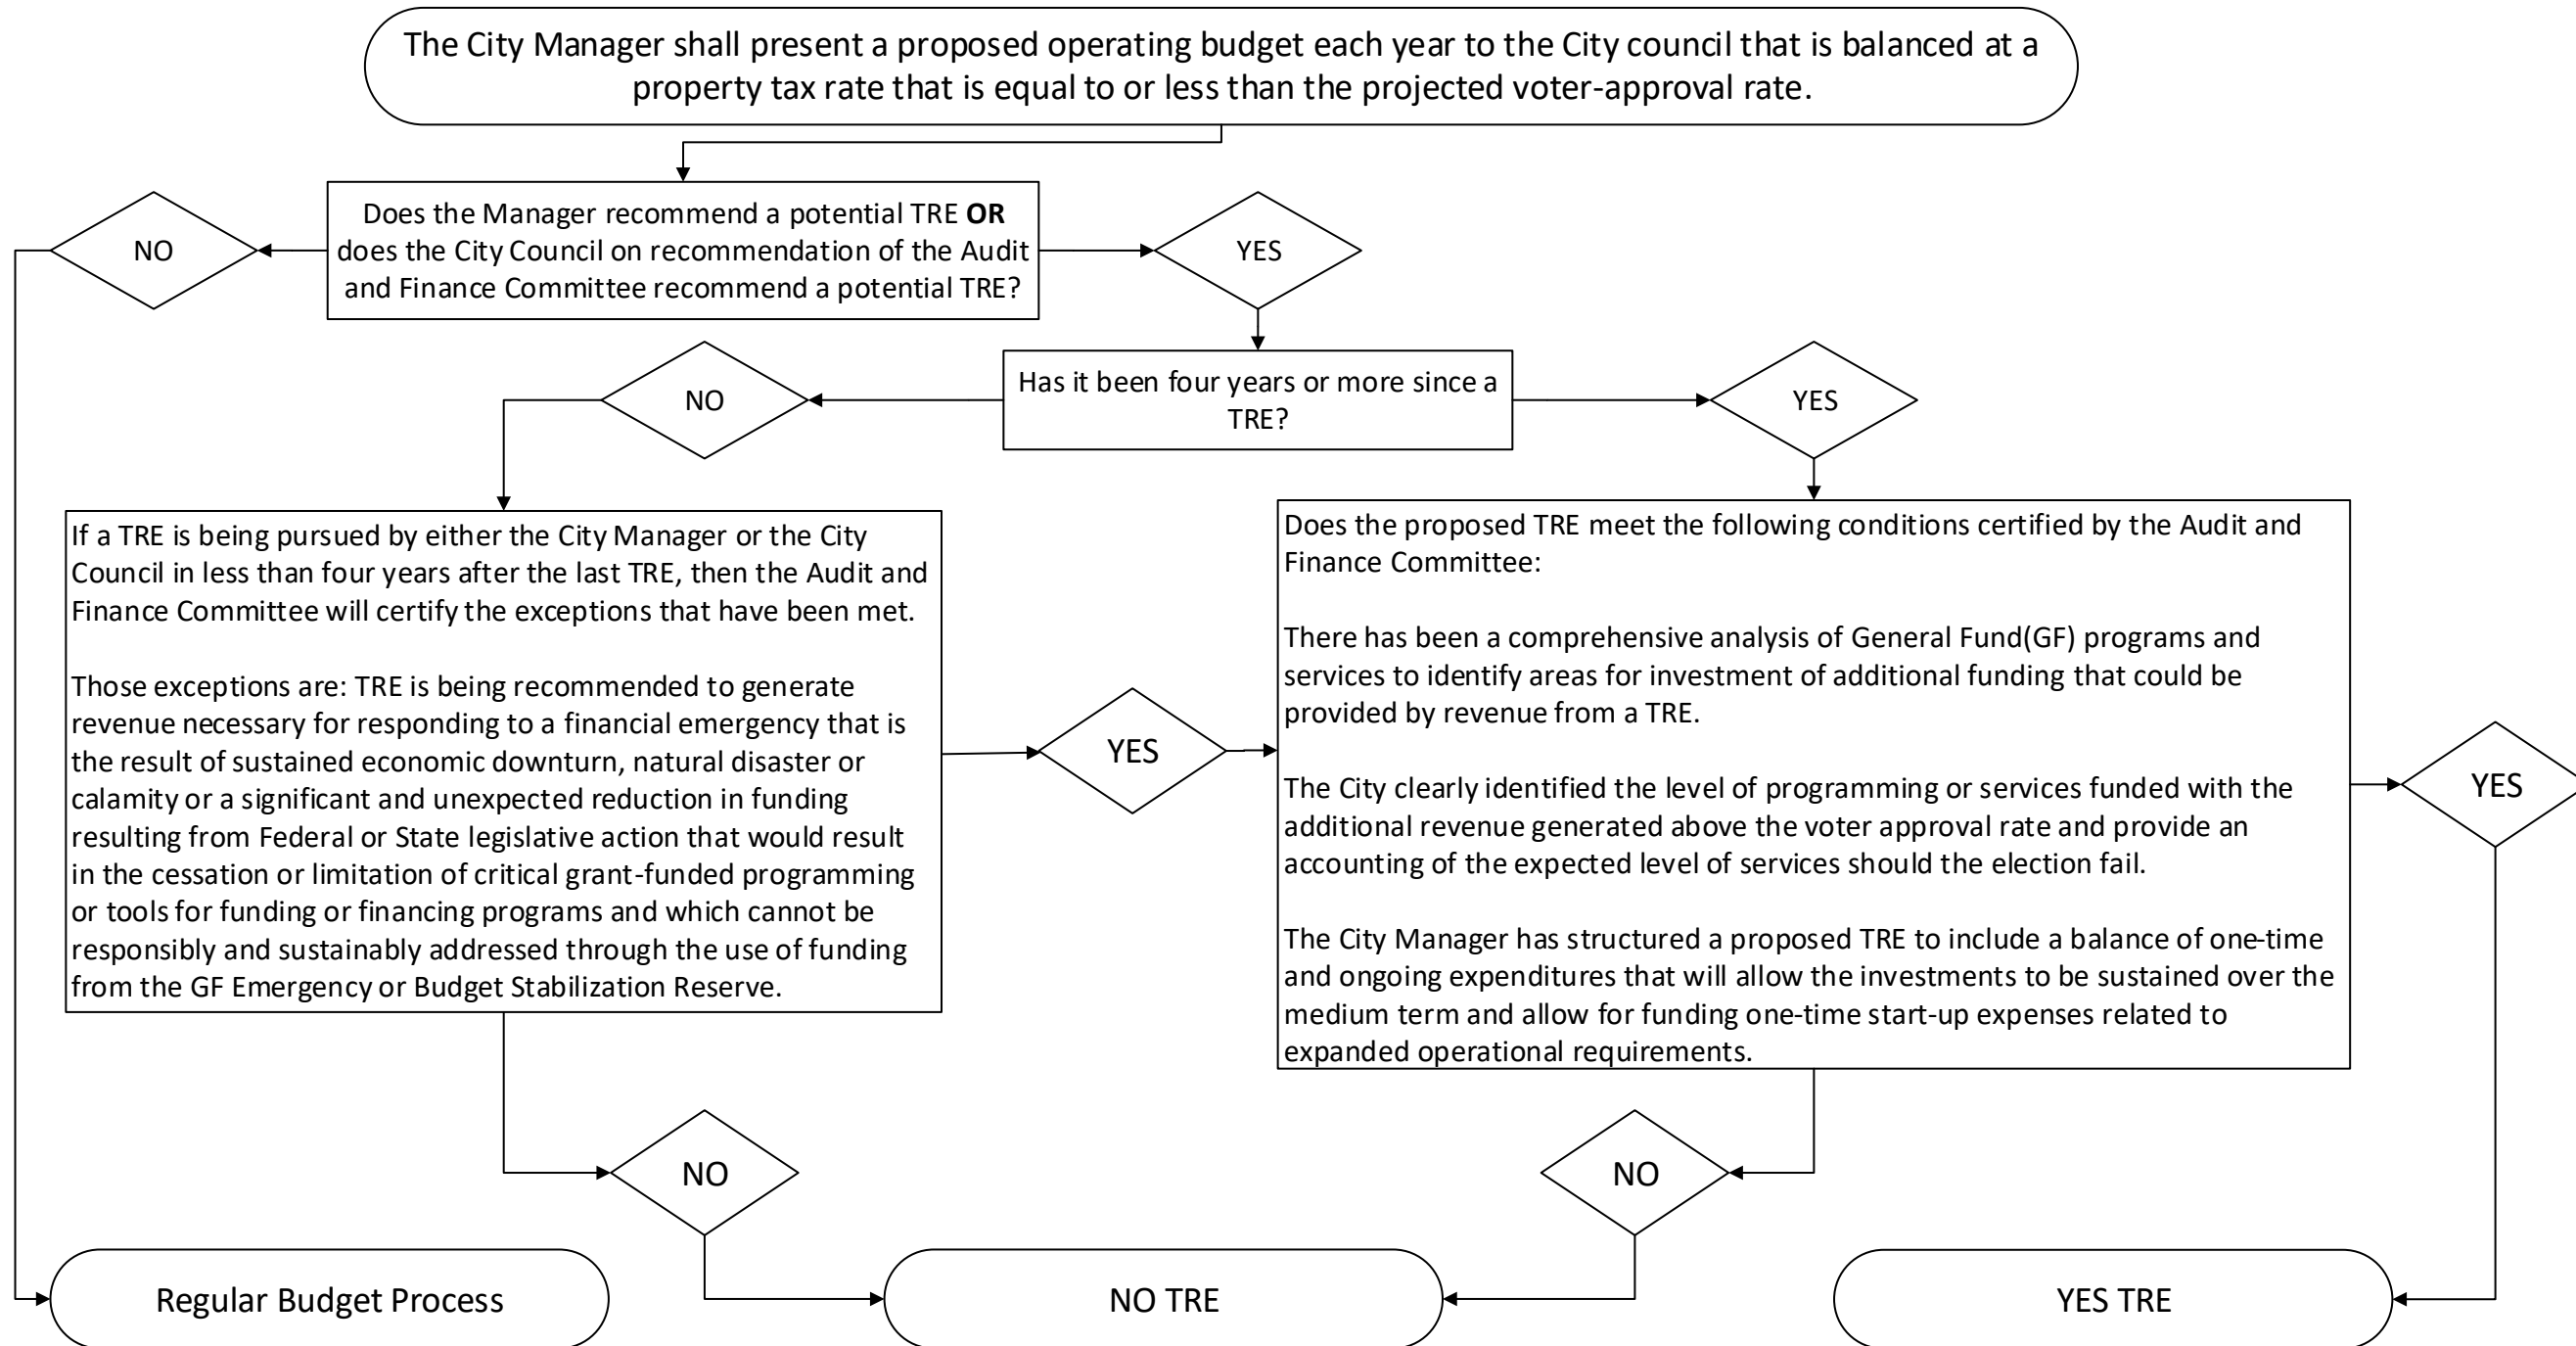 The City Manager shall present a proposed operating budget each year to the City council that is balanced at a
property tax rate that is equal to or less than the projected voter-approval rate.
NO
Does the Manager recommend a potential TRE OR
does the City Council on recommendation of the Audit
and Finance Committee recommend a potential TRE?
YES
NO
Has it been four years or more since a
TRE?
YES
If a TRE is being pursued by either the City Manager or the City
Council in less than four years after the last TRE, then the Audit and
Finance Committee will certify the exceptions that have been met.
Those exceptions are: TRE is being recommended to generate
revenue necessary for responding to a financial emergency that is
the result of sustained economic downturn, natural disaster or
calamity or a significant and unexpected reduction in funding
resulting from Federal or State legislative action that would result
in the cessation or limitation of critical grant-funded programming
or tools for funding or financing programs and which cannot be
responsibly and sustainably addressed through the use of funding
from the GF Emergency or Budget Stabilization Reserve.
YES
Does the proposed TRE meet the following conditions certified by the Audit and
Finance Committee:
There has been a comprehensive analysis of General Fund(GF) programs and
services to identify areas for investment of additional funding that could be
provided by revenue from a TRE.
The City clearly identified the level of programming or services funded with the
additional revenue generated above the voter approval rate and provide an
accounting of the expected level of services should the election fail.
The City Manager has structured a proposed TRE to include a balance of one-time
and ongoing expenditures that will allow the investments to be sustained over the
medium term and allow for funding one-time start-up expenses related to
expanded operational requirements.
YES
NO
NO
Regular Budget Process
NO TRE
YES TRE